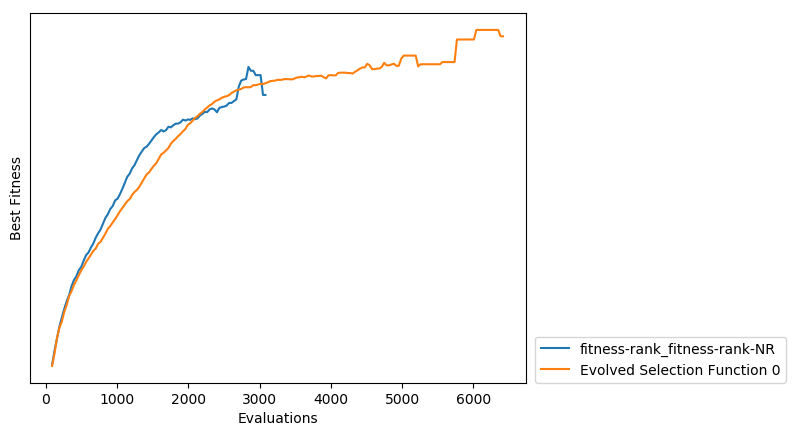 Best Fitness
0 1000 2000 3000 4000 5000 6000
Evaluations
fitness-rank_fitness-rank-NR
Evolved Selection Function 0